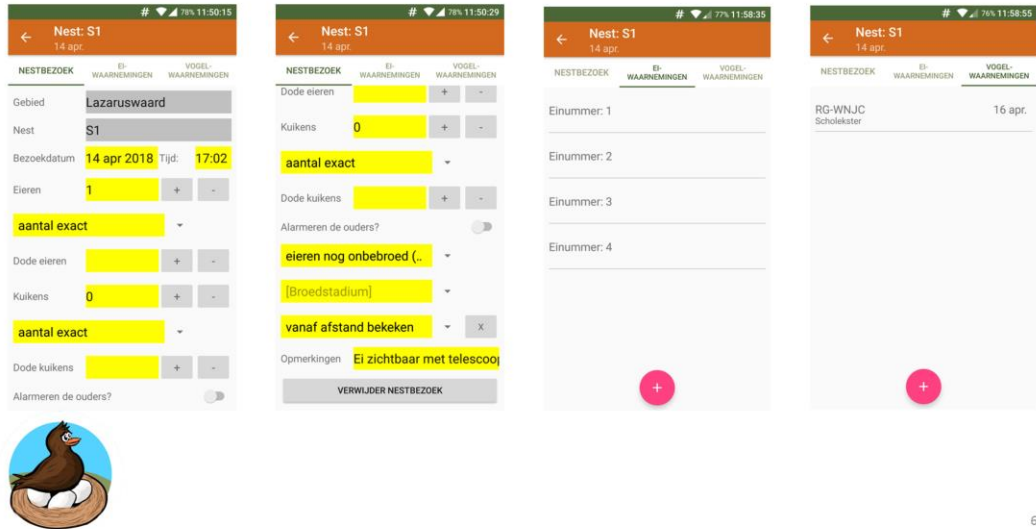 # 78% 11:50:15
Nest: S1
14 apr.
NESTBEZOEK
EI-
WAARNEMINGEN
VOGEL-
WAARNEMINGEN
Gebied Lazaruswaard
Nest S1
Bezoekdatum 14 apr 2018 Tijd: 17:02
Eieren 1 + -
aantal exact
Dode eieren + -
Kuikens 0 + -
aantal exact
Dode kuikens + -
Alarmeren de ouders?
# 78% 11:50:29
Nest: S1
14 apr.
NESTBEZOEK
EI-
WAARNEMINGEN
VOGEL-
WAARNEMINGEN
Dode eieren + -
Kuikens 0 + -
aantal exact
Dode kuikens + -
Alarmeren de ouders?
eieren nog onbebroed (..
[Broedstadium]
vanaf afstand bekeken X
Opmerkingen Ei zichtbaar met telescoop
VERWIJDER NESTBEZOEK
# 77% 11:58:35
Nest: S1
14 apr.
NESTBEZOEK
EI-
WAARNEMINGEN
VOGEL-
WAARNEMINGEN
Einummer: 1
Einummer: 2
Einummer: 3
Einummer: 4
+
# 76% 11:58:55
Nest: S1
14 apr.
NESTBEZOEK
EI-
WAARNEMINGEN
VOGEL-
WAARNEMINGEN
RG-WNJC 16 apr.
Scholekster
+